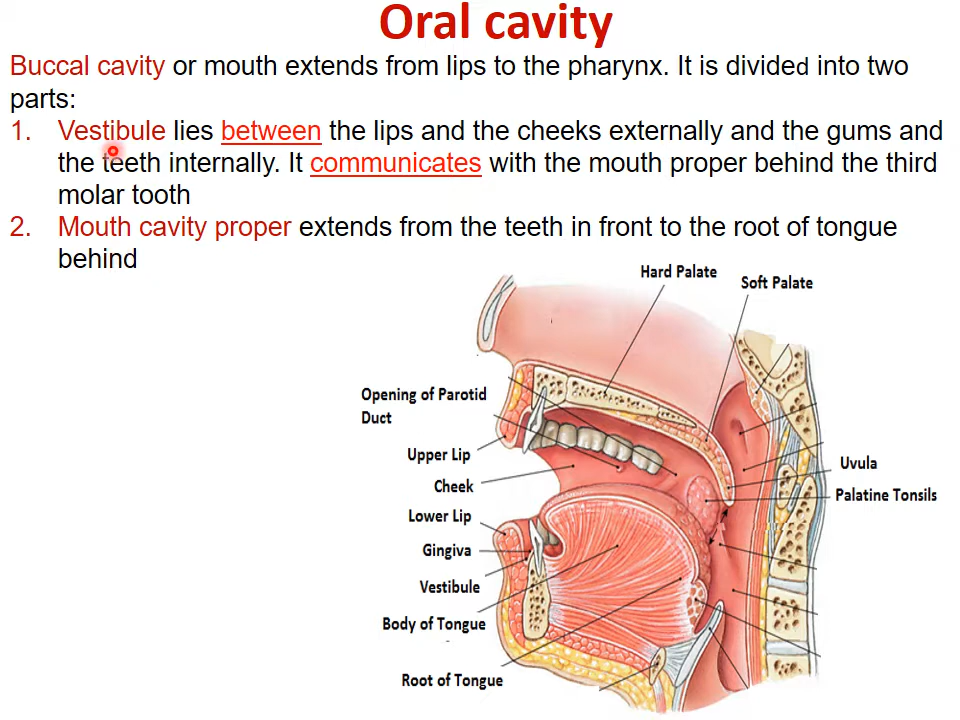 Oral cavity
Buccal cavity or mouth extends from lips to the pharynx. It is divided into two
parts:
1. Vestibule lies between the lips and the cheeks externally and the gums and
the teeth internally. It communicates with the mouth proper behind the third
molar tooth
2. Mouth cavity proper extends from the teeth in front to the root of tongue
behind
Hard Palate
Soft Palate
Opening of Parotid
Duct
Upper Lip
Uvula
Cheek
Palatine Tonsils
Lower Lip
Gingiva
Vestibule
Body of Tongue
Root of Tongue